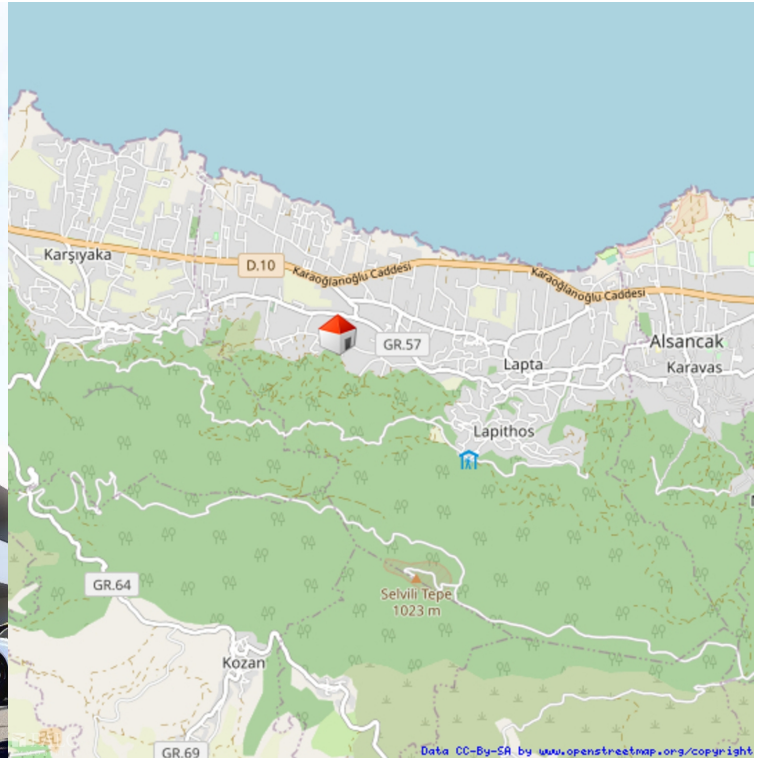 Karşıyaka
D.10
Karaoğlanoğlu Caddesi
Karaoğlanoğlu Caddesi
GR.57
Alsancak
Lapta
Karavas
Lapithos
GR.64
Selvili Tepe
1023 m
Kozan
GR.69
Data CC-By-SA by www.openstreetmap.org/copyright